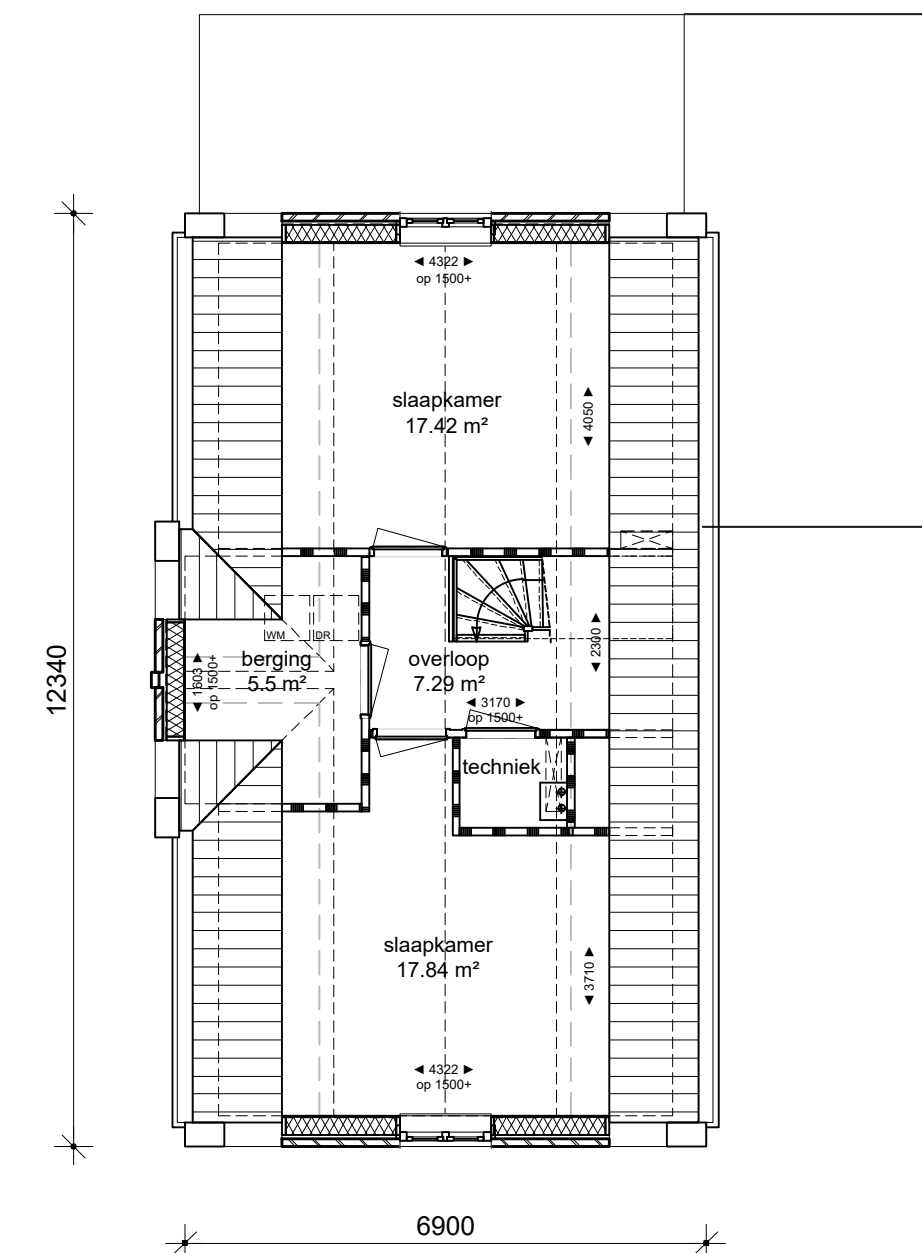 ◄ 4322 ►
op 1500+
slaapkamer
17.42 m²
◄ 4050 ►
12340
WM
DR
berging
5.5 m²
◄ 1603 ►
op 1500+
overloop
7.29 m²
◄ 2300 ►
◄ 3170 ►
op 1500+
techniek
slaapkamer
17.84 m²
◄ 3710 ►
◄ 4322 ►
op 1500+
6900